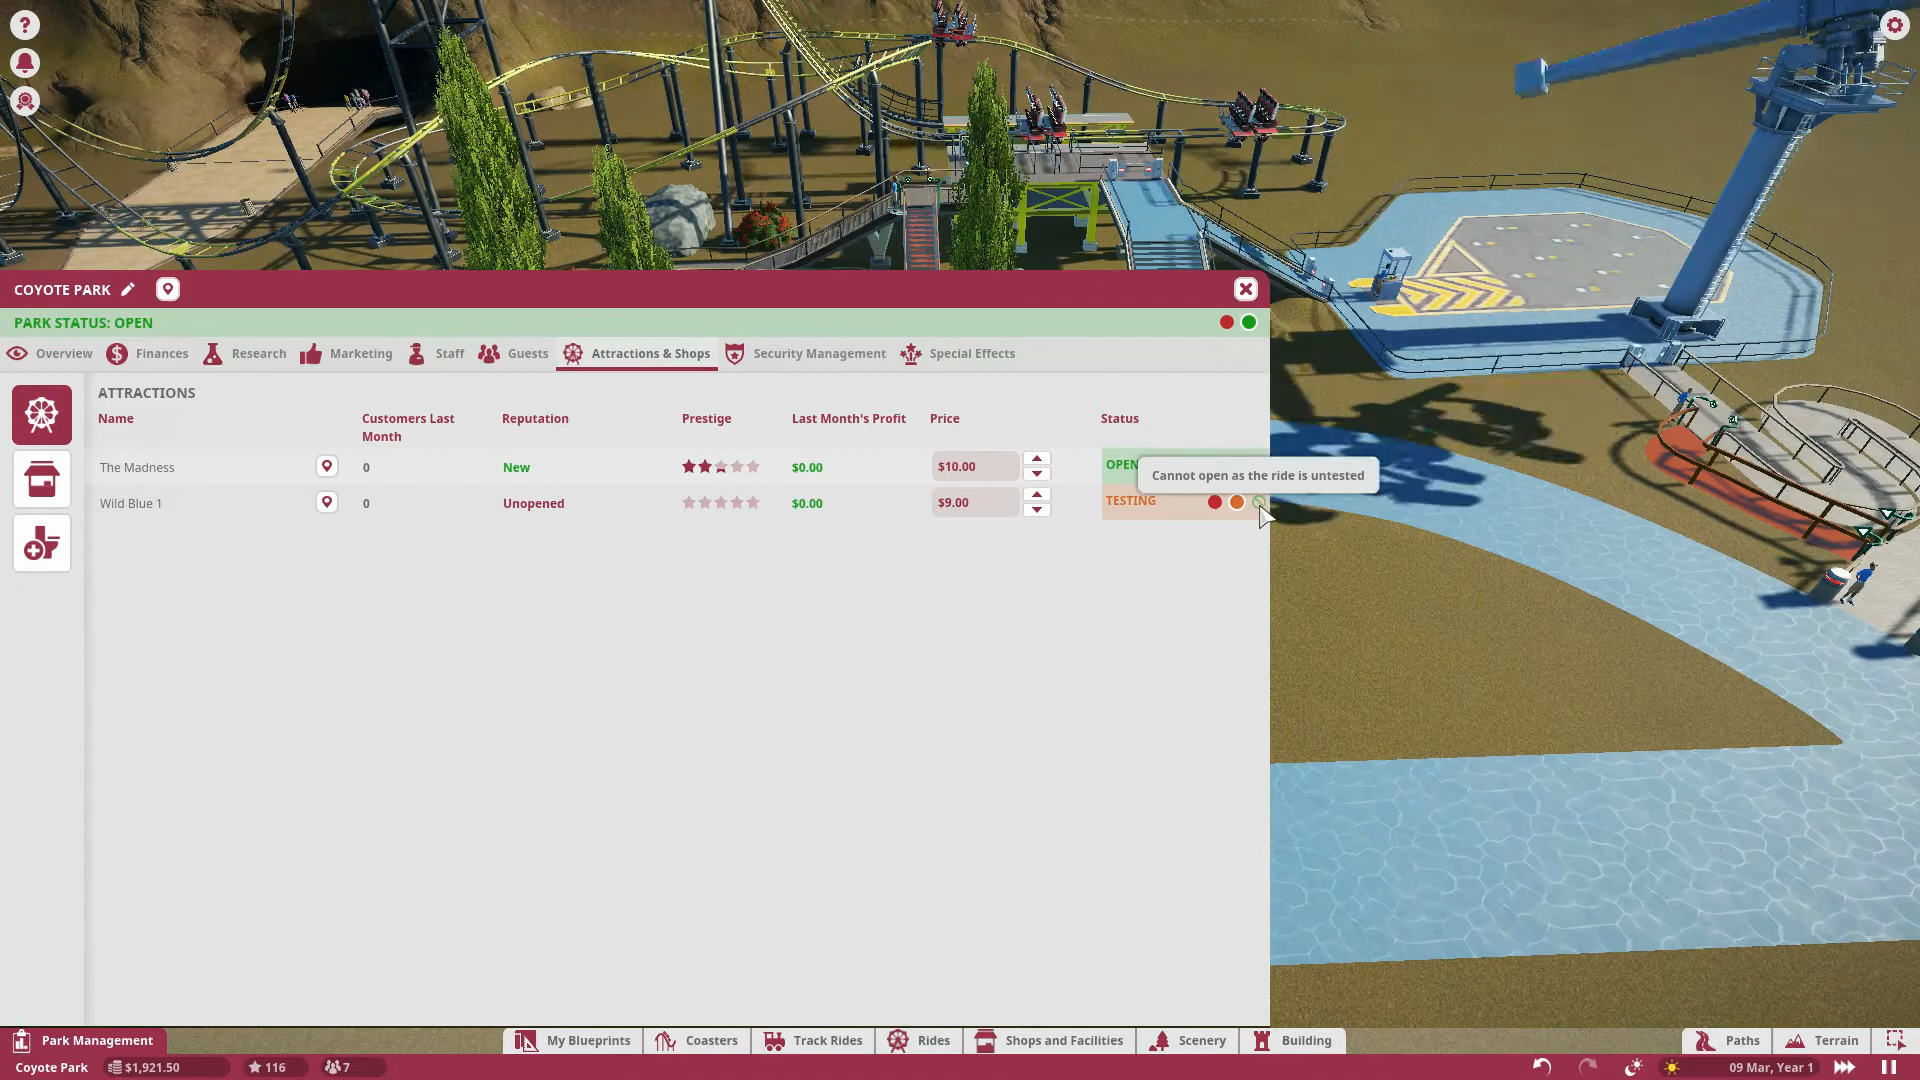 ?
COYOTE PARK
PARK STATUS: OPEN
Overview Finances Research Marketing Staff Guests Attractions & Shops Security Management Special Effects
ATTRACTIONS
Name Customers Last Month Reputation Prestige Last Month's Profit Price Status
The Madness 0 New $0.00 $10.00 OPEN
Cannot open as the ride is untested
Wild Blue 1 0 Unopened $0.00 $9.00 TESTING
Park Management My Blueprints Coasters Track Rides Rides Shops and Facilities Scenery Building Paths Terrain
Coyote Park $1,921.50 116 7 09 Mar, Year 1